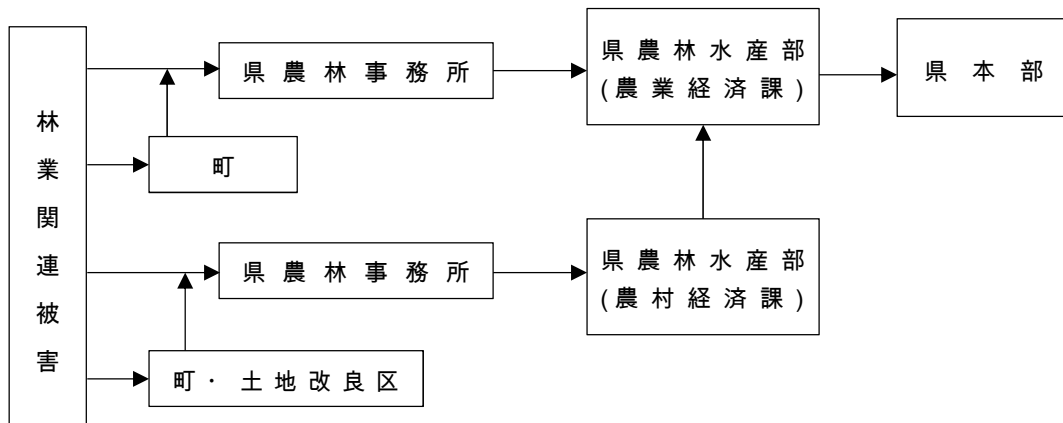 林業関連被害
県農林事務所
県農林水産部
(農業経済課)
県本部
町
県農林事務所
県農林水産部
(農村経済課)
町・土地改良区